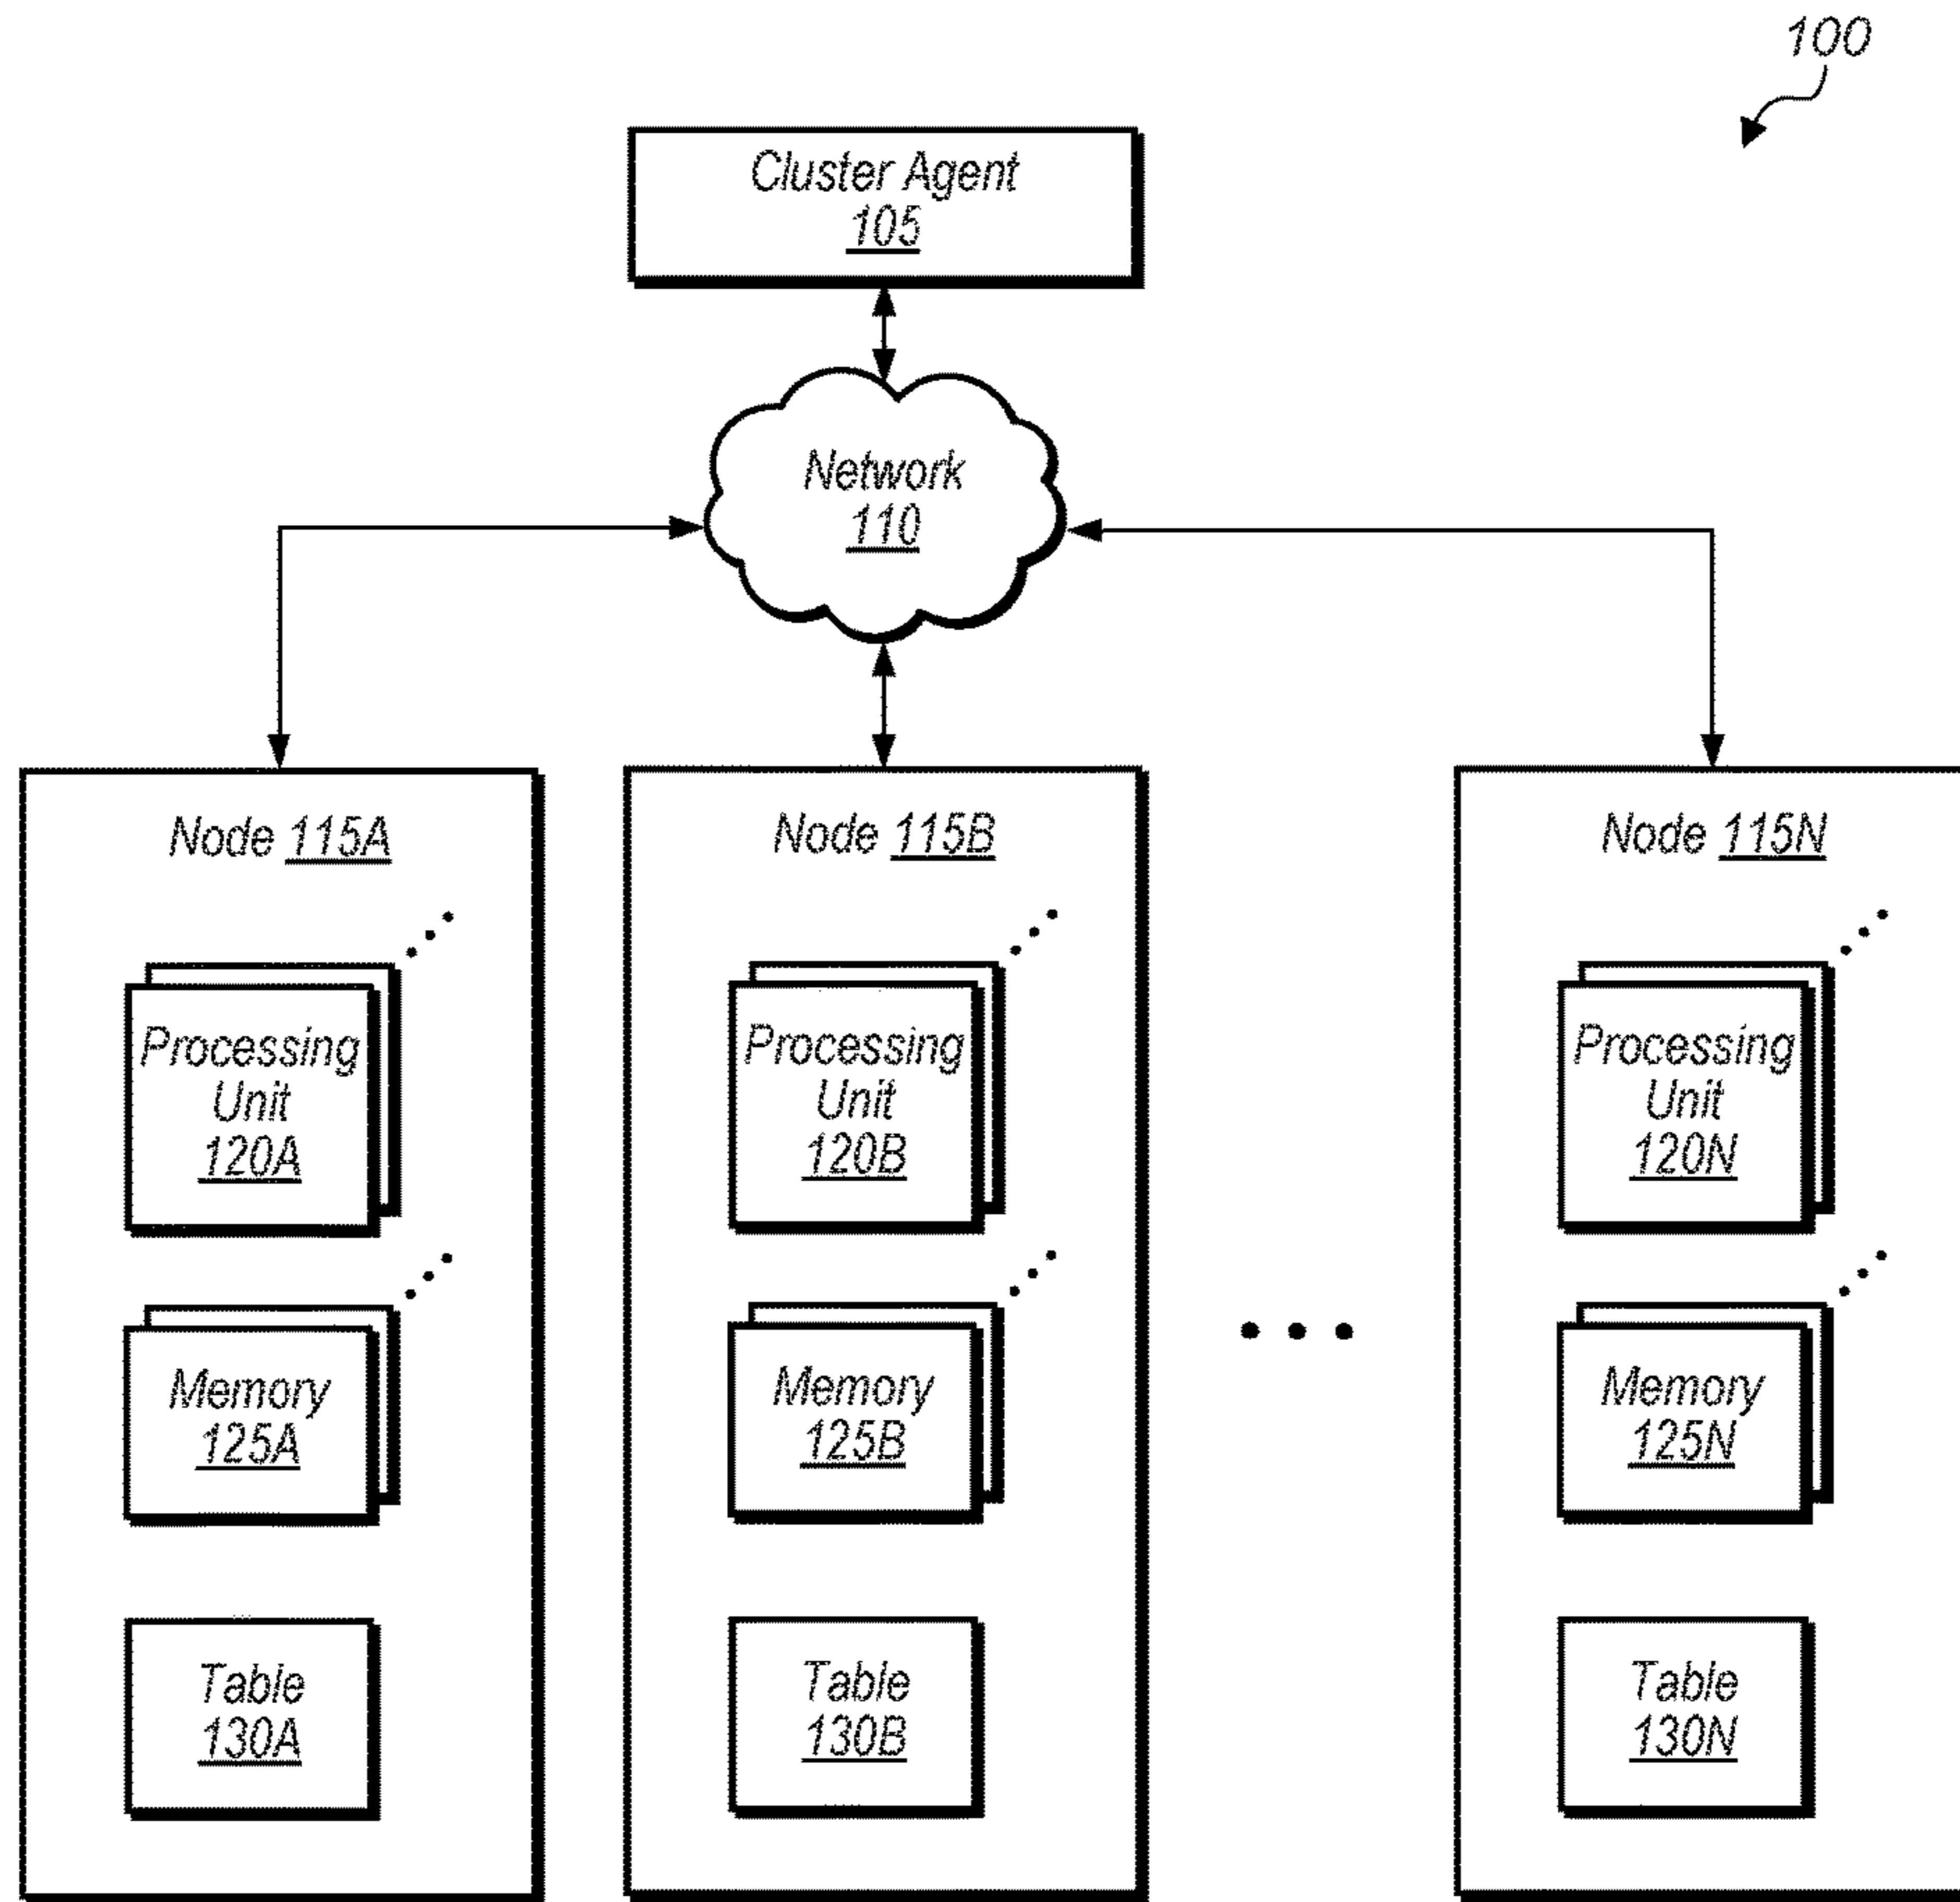 100
Cluster Agent
105
Network
110
Node 115A
Processing
Unit
120A
Memory
125A
Table
130A
Node 115B
Processing
Unit
120B
Memory
125B
Table
130B
Node 115N
Processing
Unit
120N
Memory
125N
Table
130N